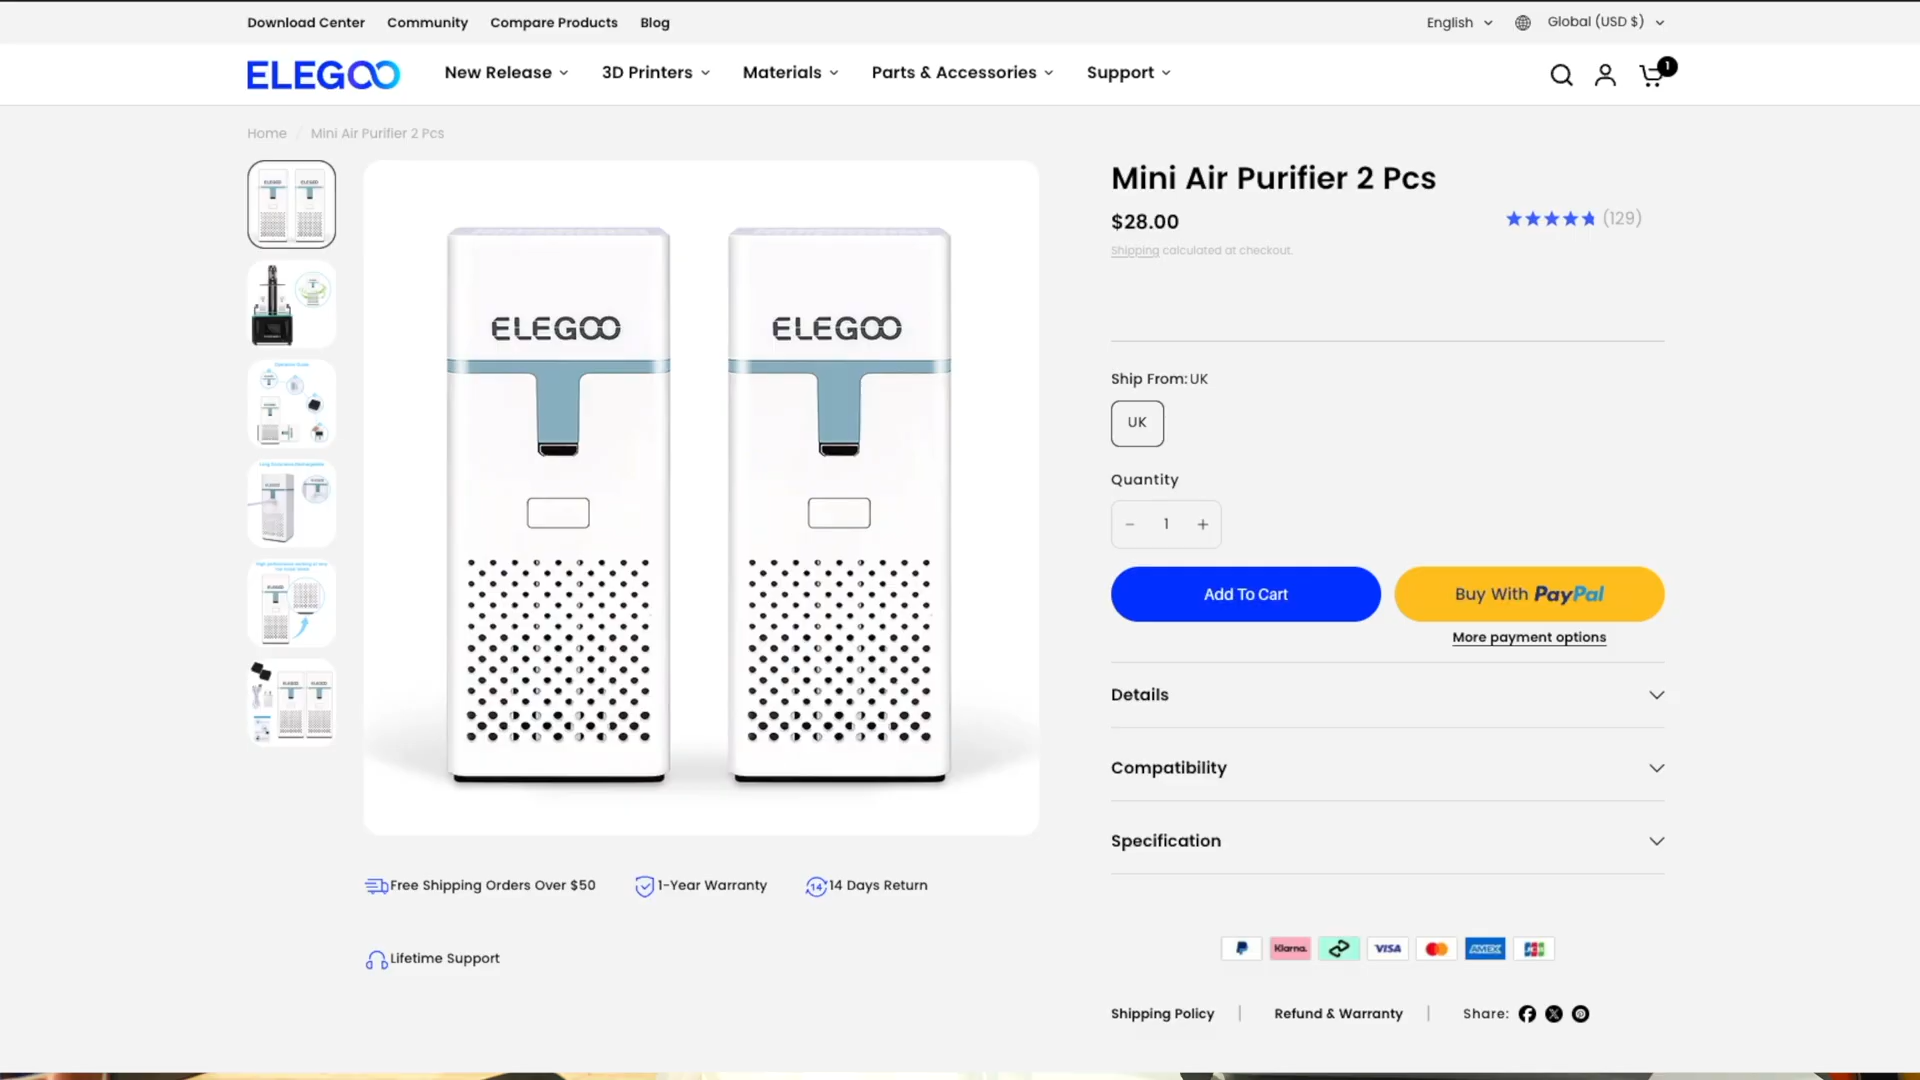 Download Center Community Compare Products Blog English Global (USD $)
ELEGOO New Release 3D Printers Materials Parts & Accessories Support 1
Home / Mini Air Purifier 2 Pcs
Mini Air Purifier 2 Pcs
$28.00
(129)
Shipping calculated at checkout.
ELEGOO ELEGOO
Ship From: UK
UK
Quantity
− 1 +
Add To Cart
Buy With PayPal
More payment options
Details
Compatibility
Specification
Free Shipping Orders Over $50
1-Year Warranty
14 14 Days Return
Lifetime Support
Klarna. VISA AMEX JCB
Shipping Policy | Refund & Warranty | Share: